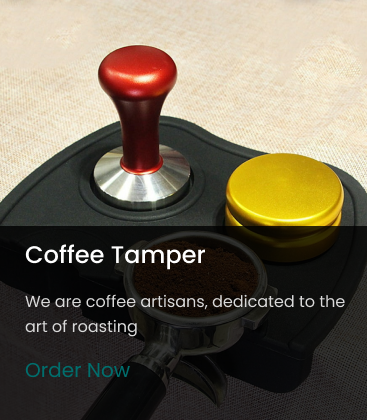 Coffee Tamper
We are coffee artisans, dedicated to the
art of roasting
Order Now